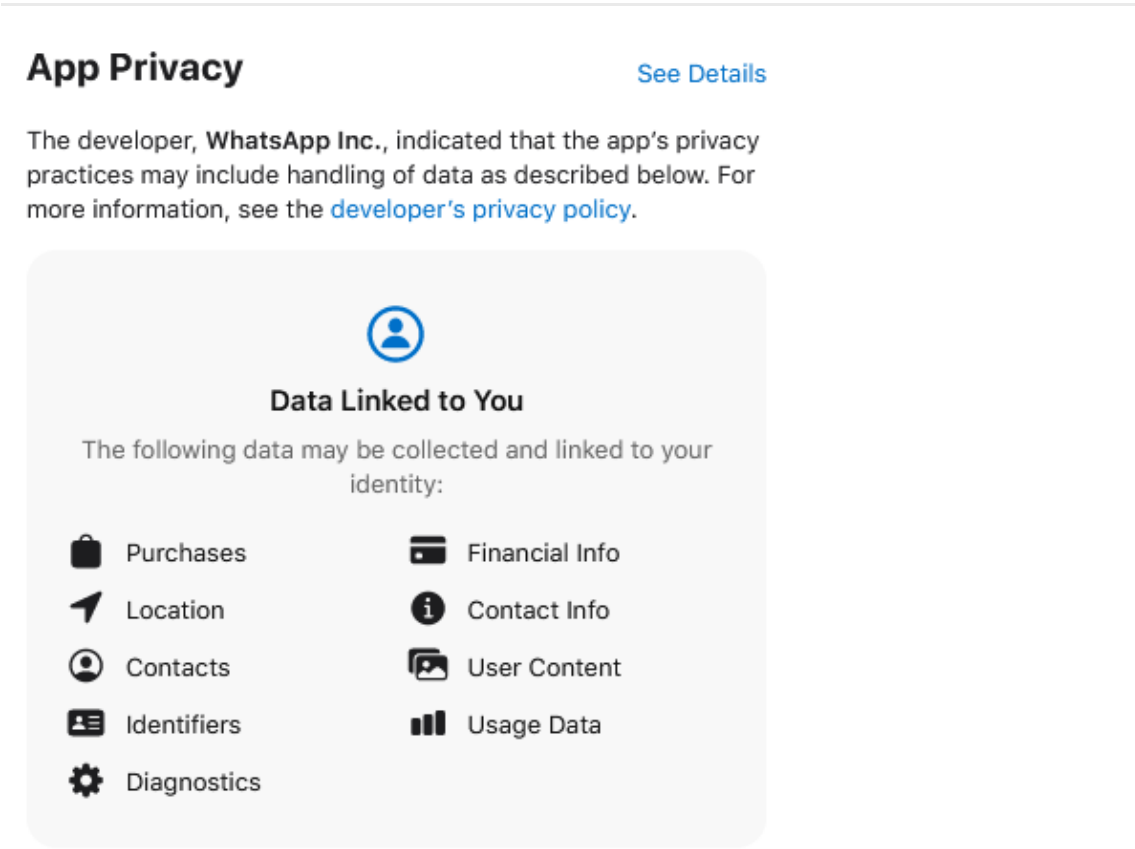 App Privacy
See Details
The developer, WhatsApp Inc., indicated that the app’s privacy
practices may include handling of data as described below. For
more information, see the developer’s privacy policy.
Data Linked to You
The following data may be collected and linked to your
identity:
Purchases
Financial Info
Location
Contact Info
Contacts
User Content
Identifiers
Usage Data
Diagnostics